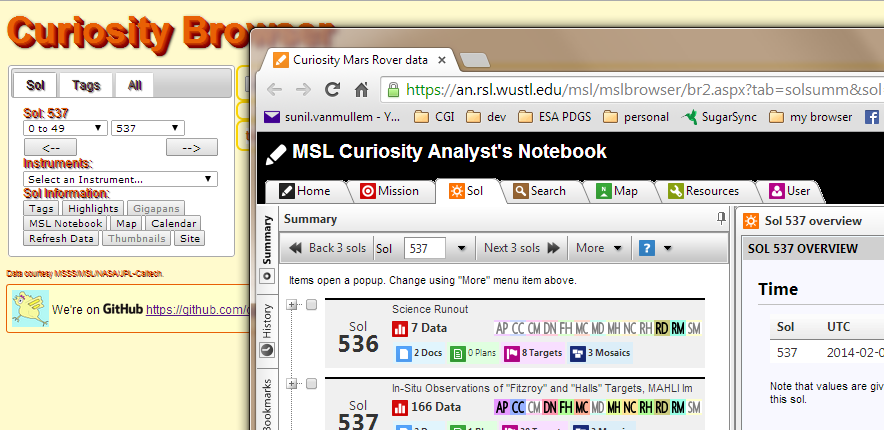 Curiosity Browser
Sol Tags All
Sol: 537
0 to 49 537
<-- -->
Instruments:
Select an Instrument...
Sol Information:
Tags Highlights Gigapans
MSL Notebook Map Calendar
Refresh Data Thumbnails Site
Data courtesy MSSS/MSL/NASA/JPL-Caltech.
We're on GitHub https://github.com/
Curiosity Mars Rover data
https://an.rsl.wustl.edu/msl/mslbrowser/br2.aspx?tab=solsumm&sol
sunil.vanmullem - Y... CGI dev ESA PDGS personal SugarSync my browser
MSL Curiosity Analyst's Notebook
Home Mission Sol Search Map Resources User
Summary
History
Bookmarks
Summary
Back 3 sols Sol 537 Next 3 sols More ?
Items open a popup. Change using "More" menu item above.
Science Runout
Sol 536
7 Data AP CC CM DN FH MC MD MH NC RH RD RM SM
2 Docs 0 Plans 8 Targets 3 Mosaics
In-Situ Observations of "Fitzroy" and "Halls" Targets, MAHLI Im
Sol 537
166 Data AP CC CM DN FH MC MD MH NC RH RD RM SM
Sol 537 overview
SOL 537 OVERVIEW
Time
Sol UTC
537 2014-02-0
Note that values are giv
this sol.